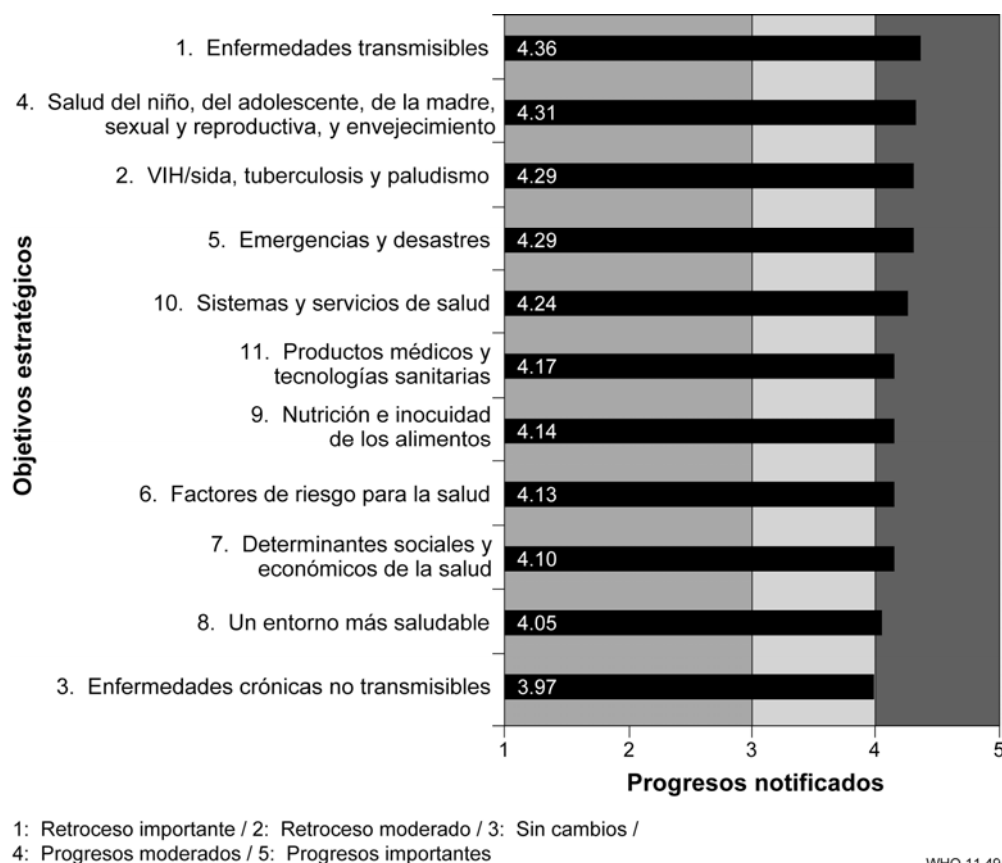 1. Enfermedades transmisibles
4.36
4. Salud del niño, del adolescente, de la madre,
sexual y reproductiva, y envejecimiento
4.31
2. VIH/sida, tuberculosis y paludismo
4.29
5. Emergencias y desastres
4.29
10. Sistemas y servicios de salud
4.24
11. Productos médicos y
tecnologías sanitarias
4.17
9. Nutrición e inocuidad
de los alimentos
4.14
6. Factores de riesgo para la salud
4.13
7. Determinantes sociales y
económicos de la salud
4.10
8. Un entorno más saludable
4.05
3. Enfermedades crónicas no transmisibles
3.97
Objetivos estratégicos
1 2 3 4 5
Progresos notificados
1: Retroceso importante / 2: Retroceso moderado / 3: Sin cambios /
4: Progresos moderados / 5: Progresos importantes